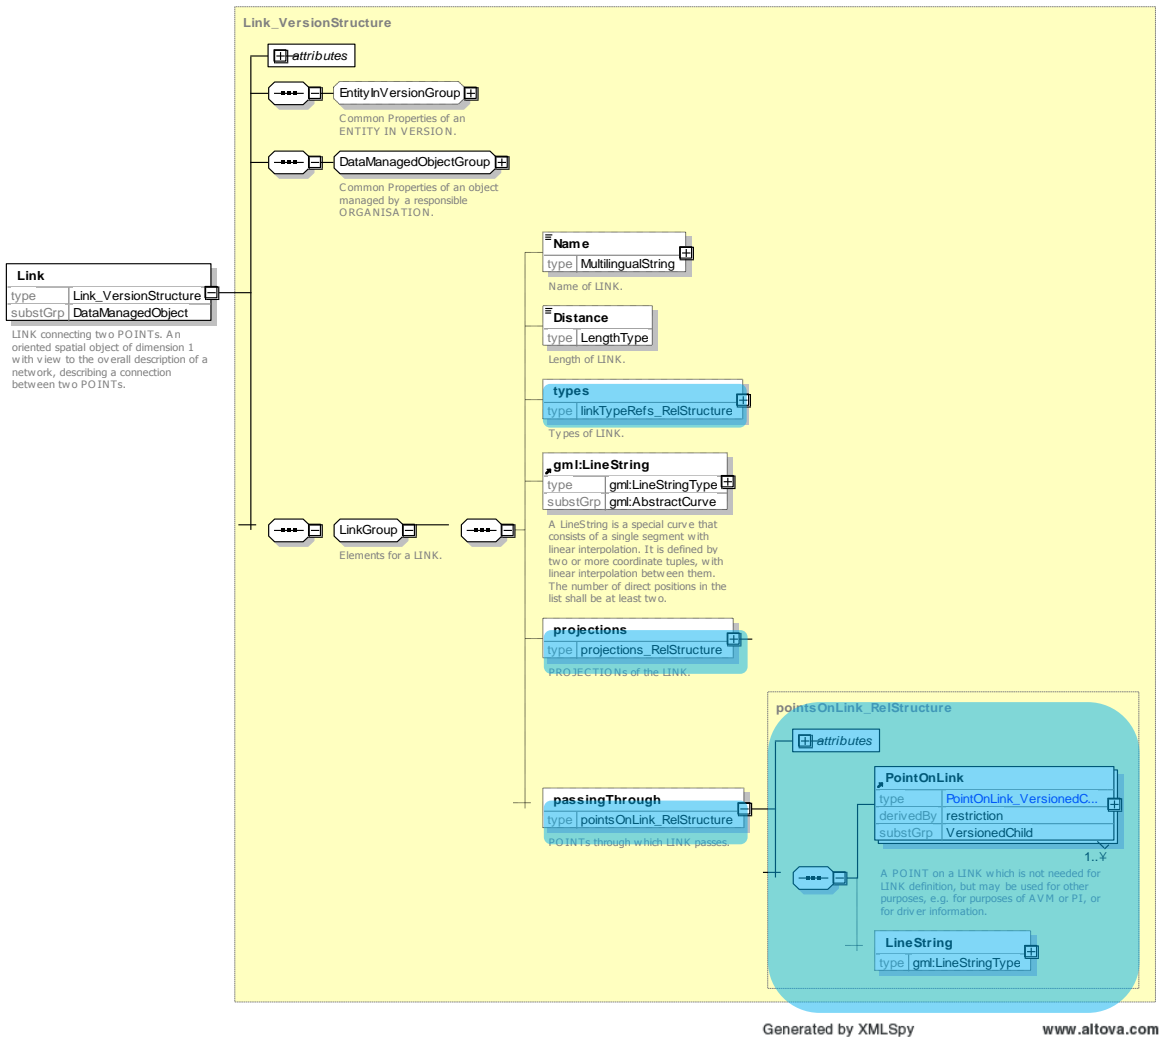 Link_VersionStructure
attributes
EntityInVersionGroup
Common Properties of an
ENTITY IN VERSION.
DataManagedObjectGroup
Common Properties of an object
managed by a responsible
ORGANISATION.
Link
type Link_VersionStructure
substGrp DataManagedObject
LINK connecting two POINTs. An
oriented spatial object of dimension 1
with view to the overall description of a
network, describing a connection
between two POINTs.
Name
type MultilingualString
Name of LINK.
Distance
type LengthType
Length of LINK.
types
type linkTypeRefs_RelStructure
Types of LINK.
gml:LineString
type gml:LineStringType
substGrp gml:AbstractCurve
A LineString is a special curve that
consists of a single segment with
linear interpolation. It is defined by
two or more coordinate tuples, with
linear interpolation between them.
The number of direct positions in the
list shall be at least two.
LinkGroup
Elements for a LINK.
projections
type projections_RelStructure
PROJECTIONs of the LINK.
passingThrough
type pointsOnLink_RelStructure
POINTs through which LINK passes.
pointsOnLink_RelStructure
attributes
PointOnLink
type PointOnLink_VersionedC...
derivedBy restriction
substGrp VersionedChild
1..¥
A POINT on a LINK which is not needed for
LINK definition, but may be used for other
purposes, e.g. for purposes of AVM or PI, or
for driver information.
LineString
type gml:LineStringType
Generated by XMLSpy
www.altova.com